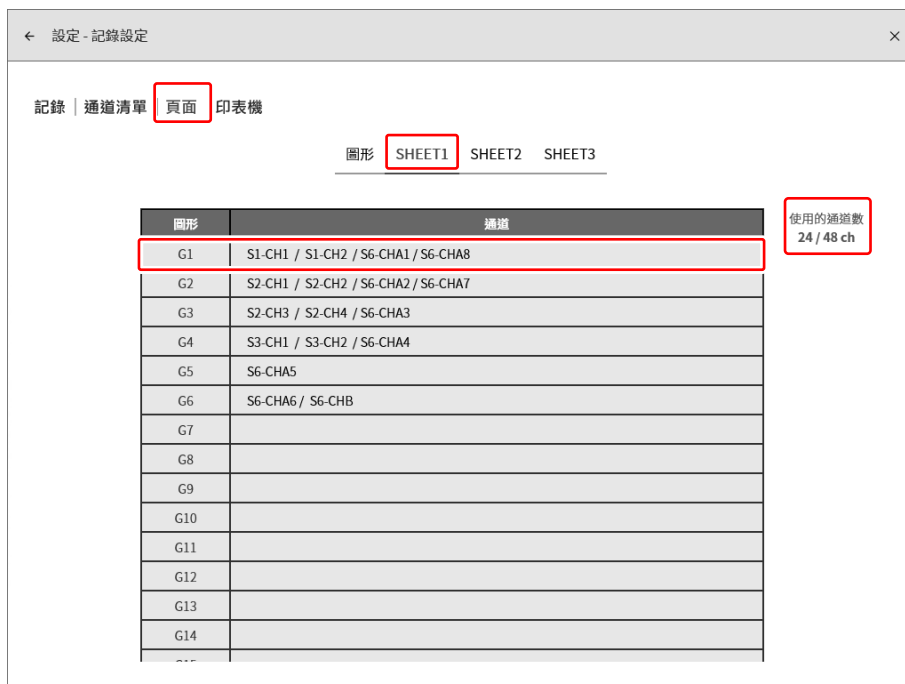 ← 設定 - 記錄設定 ×
記錄 | 通道清單 | 頁面 | 印表機
圖形 SHEET1 SHEET2 SHEET3
使用的通道數
24 / 48 ch
圖形 通道
G1 S1-CH1 / S1-CH2 / S6-CHA1 / S6-CHA8
G2 S2-CH1 / S2-CH2 / S6-CHA2 / S6-CHA7
G3 S2-CH3 / S2-CH4 / S6-CHA3
G4 S3-CH1 / S3-CH2 / S6-CHA4
G5 S6-CHA5
G6 S6-CHA6 / S6-CHB
G7
G8
G9
G10
G11
G12
G13
G14